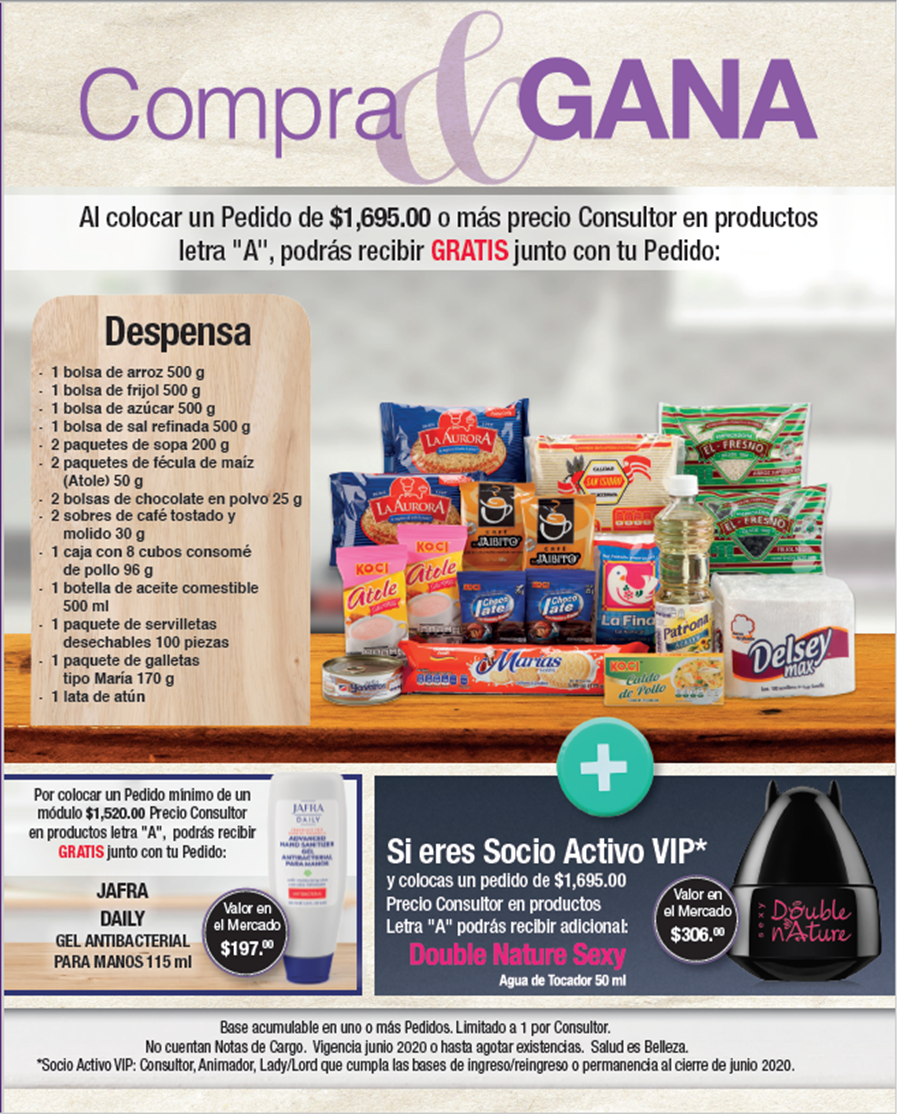 Compra & GANA
Al colocar un Pedido de $1,695.00 o más precio Consultor en productos
letra "A", podrás recibir GRATIS junto con tu Pedido:
Despensa
- 1 bolsa de arroz 500 g
- 1 bolsa de frijol 500 g
- 1 bolsa de azúcar 500 g
- 1 bolsa de sal refinada 500 g
- 2 paquetes de sopa 200 g
- 2 paquetes de fécula de maíz
(Atole) 50 g
- 2 bolsas de chocolate en polvo 25 g
- 2 sobres de café tostado y
molido 30 g
- 1 caja con 8 cubos consomé
de pollo 96 g
- 1 botella de aceite comestible
500 ml
- 1 paquete de servilletas
desechables 100 piezas
- 1 paquete de galletas
tipo María 170 g
- 1 lata de atún
LA AURORA
LA AURORA
SAN ISIDRO
EL-FRESNO
EL-FRESNO
CAFÉ
JAIBITO
CAFÉ
JAIBITO
KOCI
Atole
KOCI
Atole
Choco
late
Choco
late
La Fina
Patrona
ACEITE
Delsey
max
Marías
KOCI
Caldo
de Pollo
Por colocar un Pedido mínimo de un
módulo $1,520.00 Precio Consultor
en productos letra "A", podrás recibir
GRATIS junto con tu Pedido:
JAFRA
DAILY
GEL ANTIBACTERIAL
PARA MANOS 115 ml
JAFRA
DAILY
ADVANCED
HAND SANITIZER
GEL
ANTIBACTERIAL
PARA MANOS
Valor en
el Mercado
$197.00
Si eres Socio Activo VIP*
y colocas un pedido de $1,695.00
Precio Consultor en productos
Letra "A" podrás recibir adicional:
Double Nature Sexy
Agua de Tocador 50 ml
Valor en
el Mercado
$306.00
sexy
Double
nAture
Base acumulable en uno o más Pedidos. Limitado a 1 por Consultor.
No cuentan Notas de Cargo. Vigencia junio 2020 o hasta agotar existencias. Salud es Belleza.
*Socio Activo VIP: Consultor, Animador, Lady/Lord que cumpla las bases de ingreso/reingreso o permanencia al cierre de junio 2020.